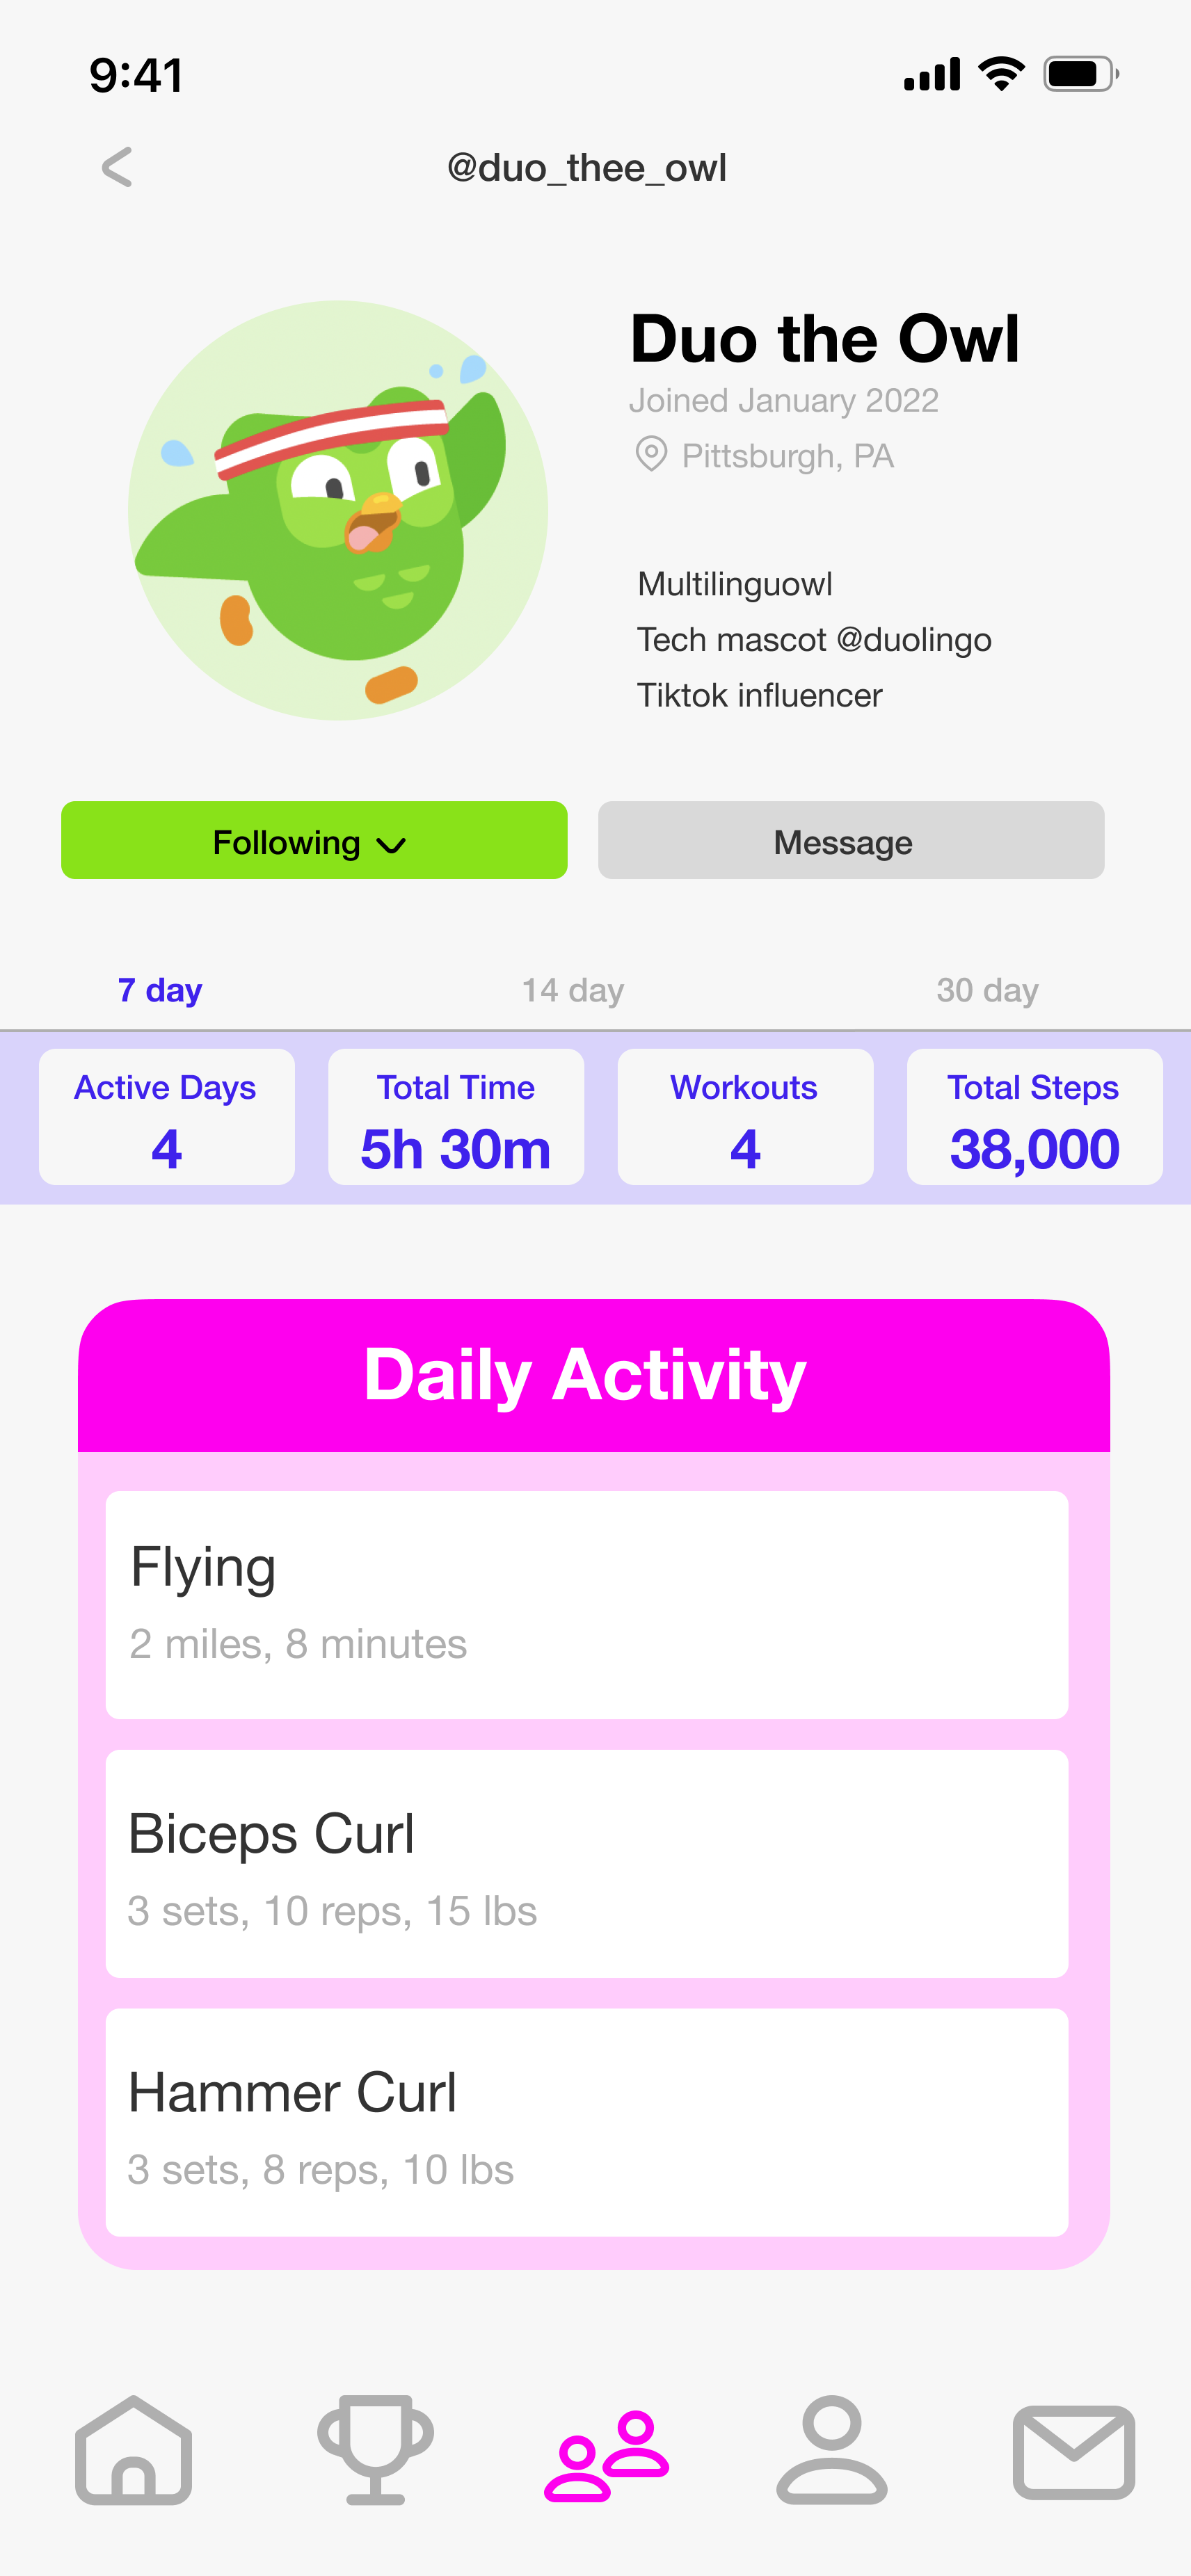 9:41
@duo_thee_owl
Duo the Owl
Joined January 2022
Pittsburgh, PA
Multilinguowl
Tech mascot @duolingo
Tiktok influencer
Following
Message
7 day
14 day
30 day
Active Days
4
Total Time
5h 30m
Workouts
4
Total Steps
38,000
Daily Activity
Flying
2 miles, 8 minutes
Biceps Curl
3 sets, 10 reps, 15 lbs
Hammer Curl
3 sets, 8 reps, 10 lbs